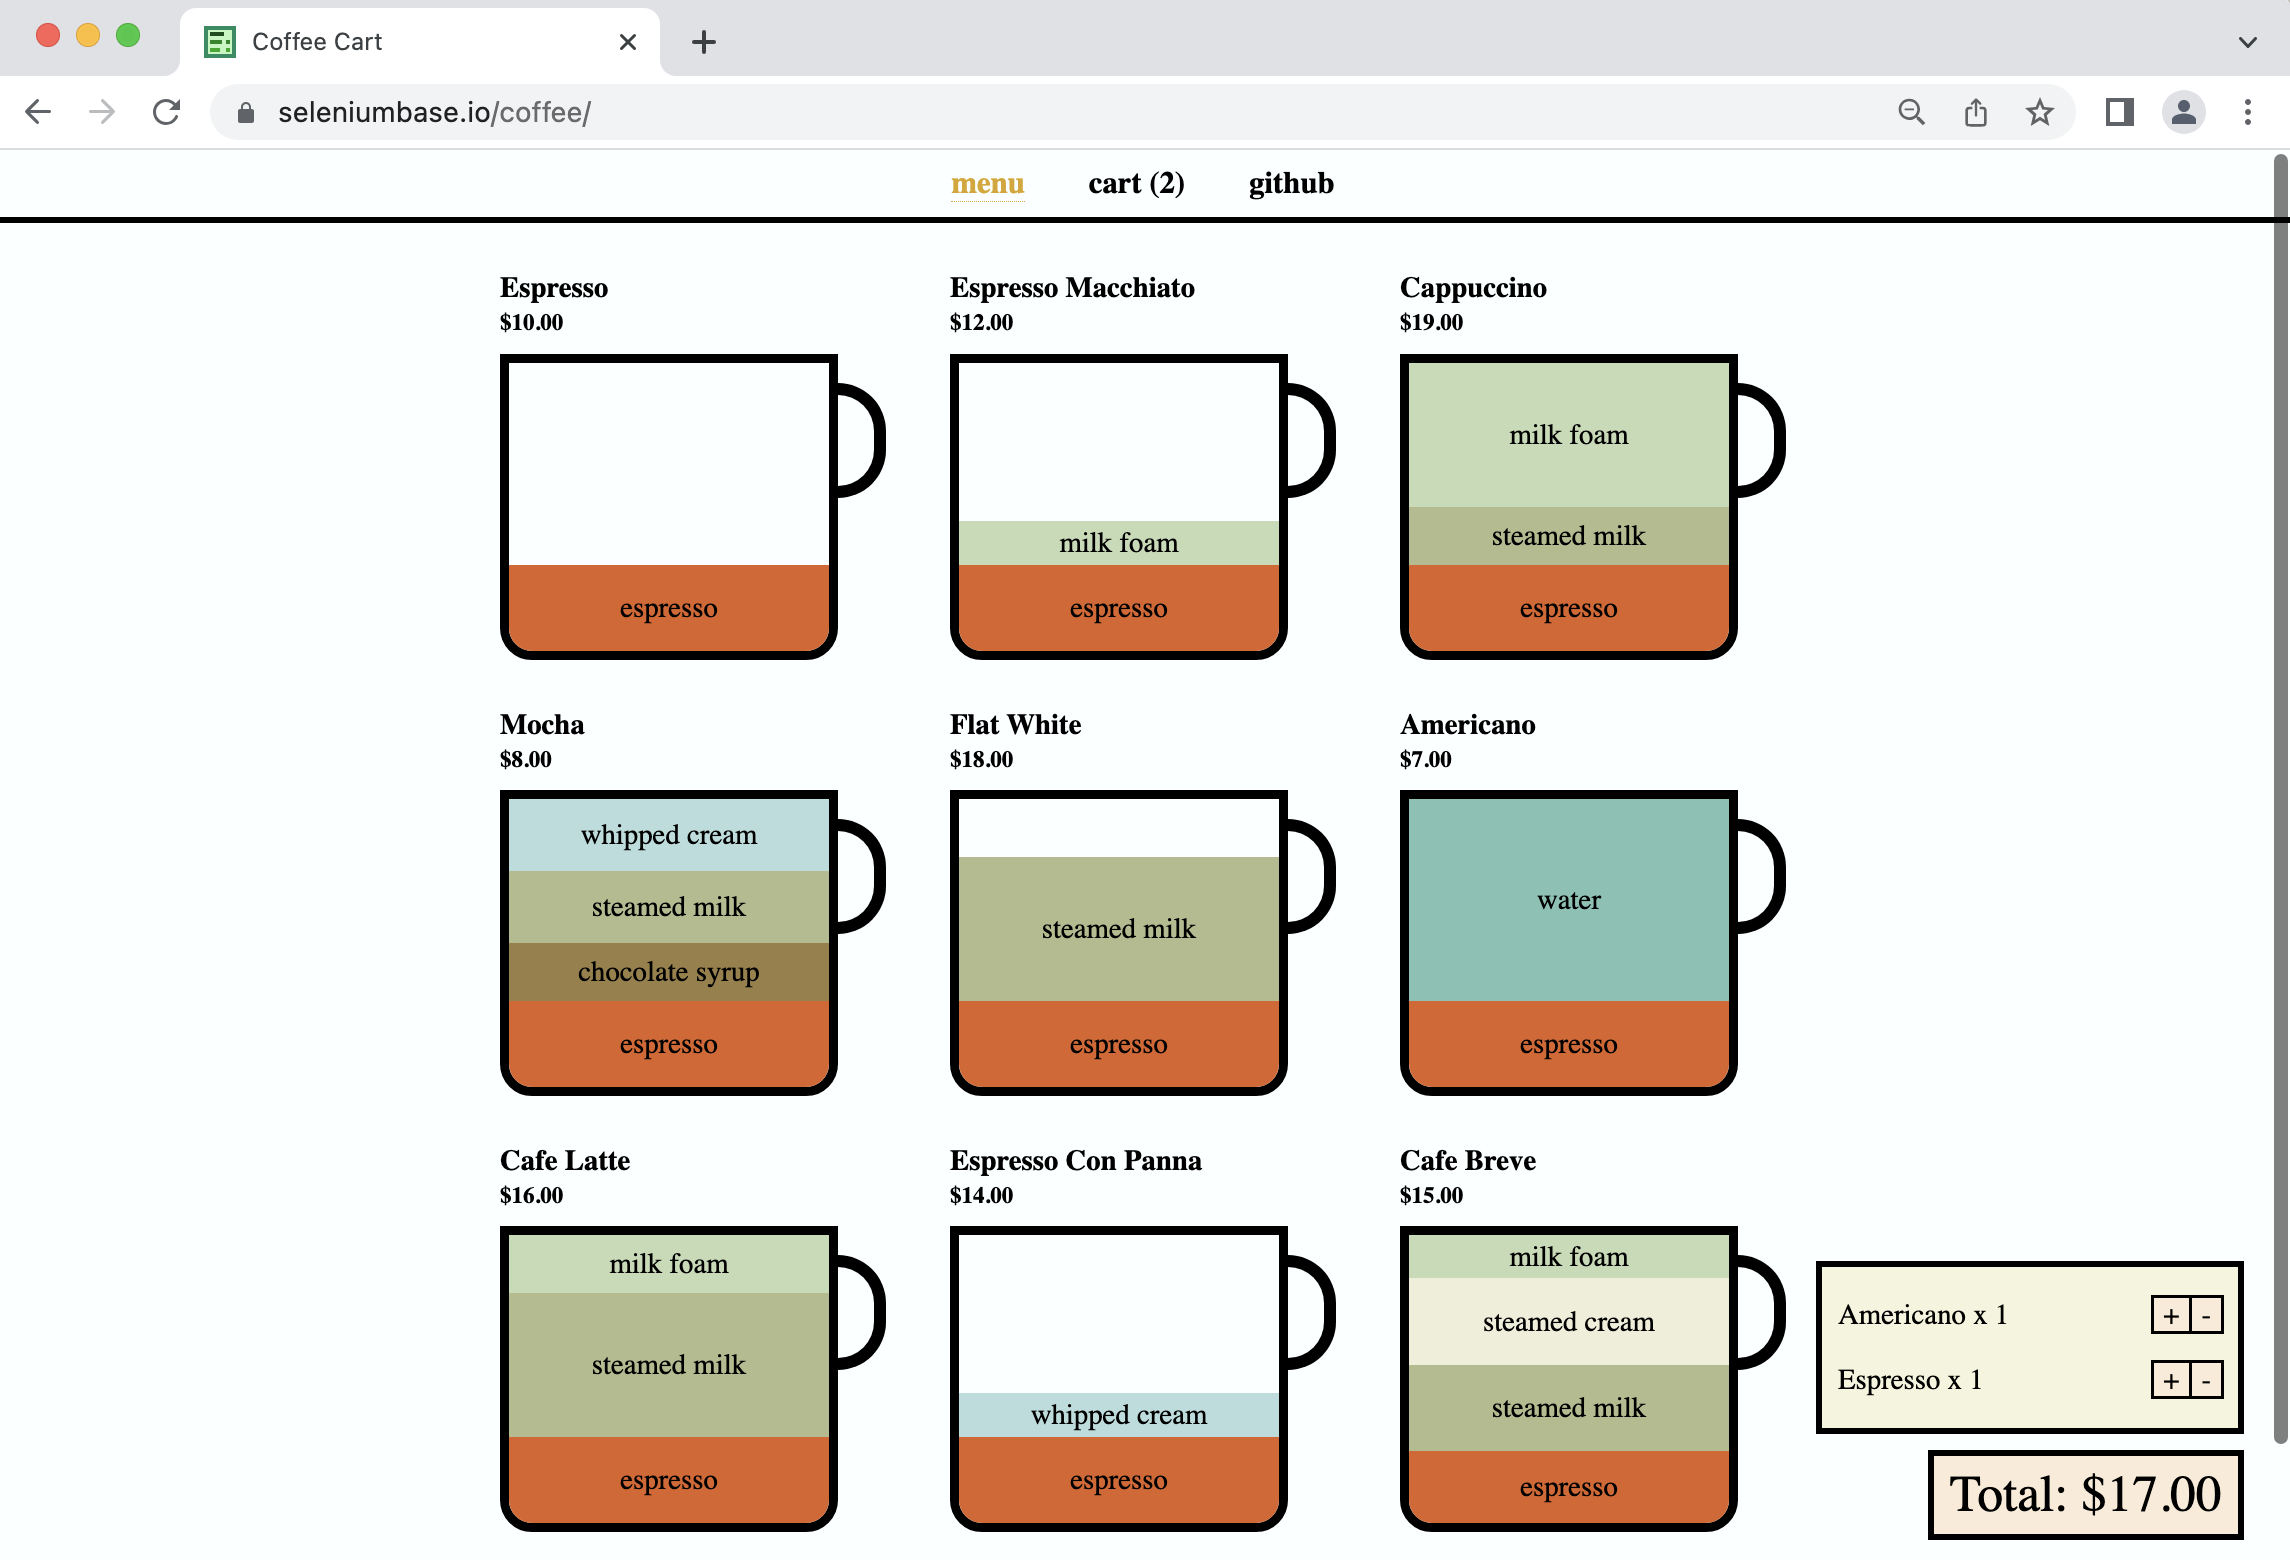 Coffee Cart
seleniumbase.io/coffee/
menu cart (2) github
Espresso
$10.00
espresso
Espresso Macchiato
$12.00
milk foam
espresso
Cappuccino
$19.00
milk foam
steamed milk
espresso
Mocha
$8.00
whipped cream
steamed milk
chocolate syrup
espresso
Flat White
$18.00
steamed milk
espresso
Americano
$7.00
water
espresso
Cafe Latte
$16.00
milk foam
steamed milk
espresso
Espresso Con Panna
$14.00
whipped cream
espresso
Cafe Breve
$15.00
milk foam
steamed cream
steamed milk
espresso
Americano x 1 + -
Espresso x 1 + -
Total: $17.00